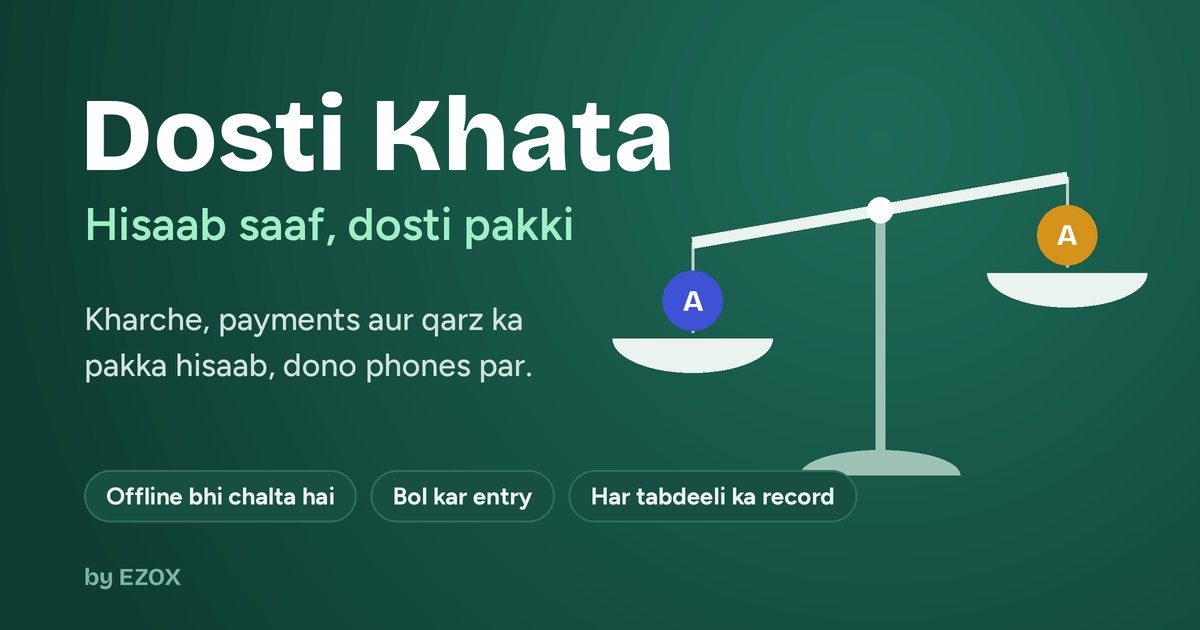 Dosti Khata
Hisaab saaf, dosti pakki
Kharche, payments aur qarz ka
pakka hisaab, dono phones par.
A
A
Offline bhi chalta hai
Bol kar entry
Har tabdeeli ka record
by EZOX